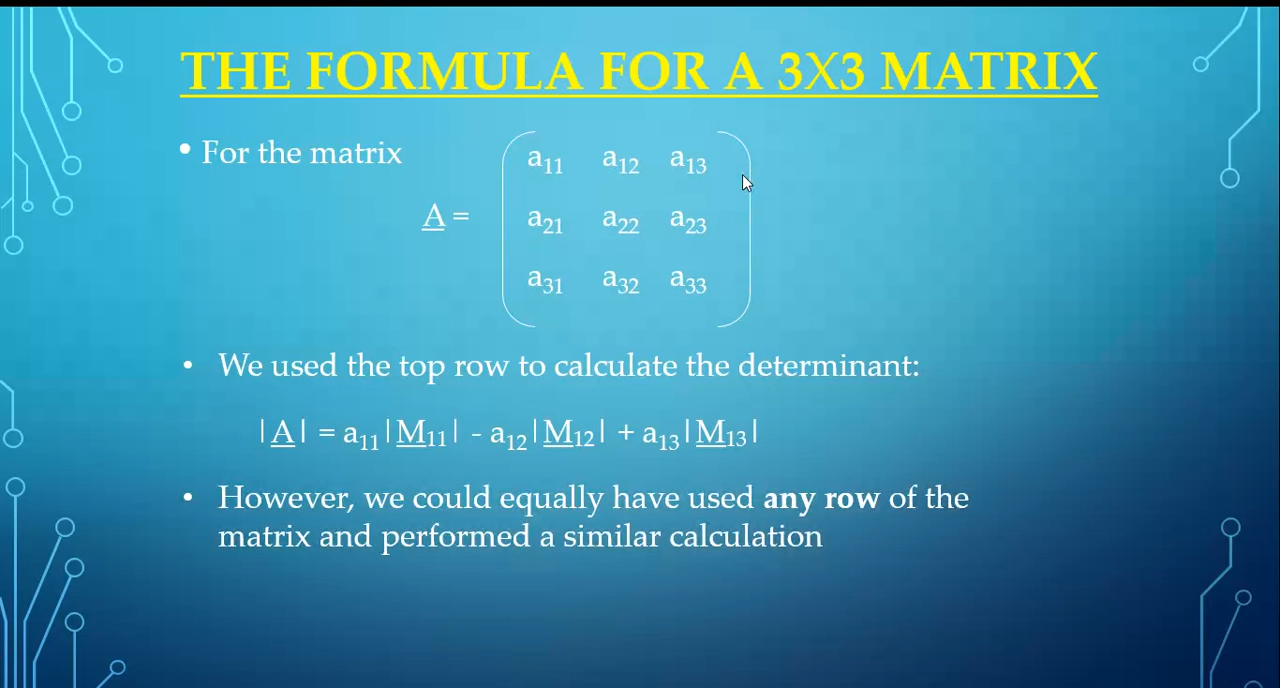 THE FORMULA FOR A 3X3 MATRIX
• For the matrix
a11 a12 a13
A = a21 a22 a23
a31 a32 a33
• We used the top row to calculate the determinant:
|A| = a11|M11| - a12|M12| + a13|M13|
• However, we could equally have used any row of the
matrix and performed a similar calculation